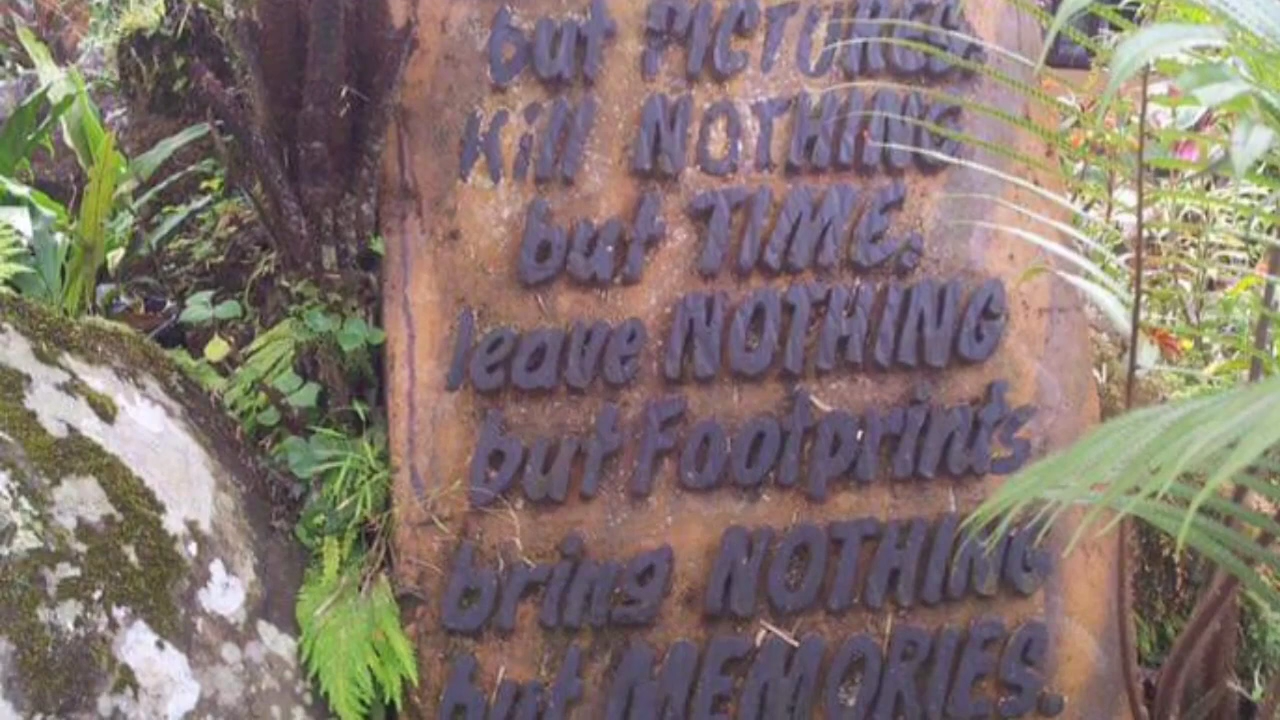 but PICTURES.
Kill NOTHING
but TIME.
leave NOTHING
but Footprints
bring NOTHING
but MEMORIES.